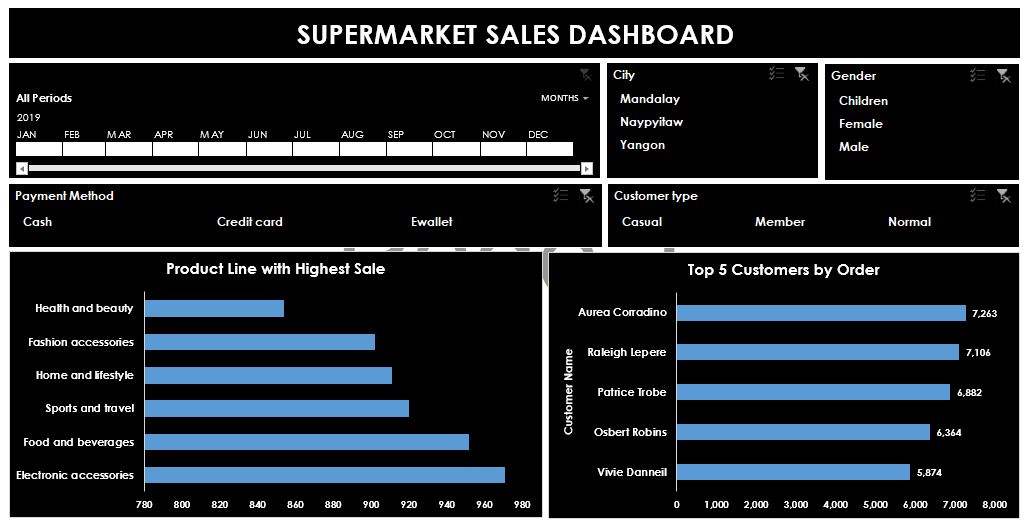 SUPERMARKET SALES DASHBOARD
All Periods
MONTHS
2019
JAN FEB MAR APR MAY JUN JUL AUG SEP OCT NOV DEC
City
Mandalay
Naypyitaw
Yangon
Gender
Children
Female
Male
Payment Method
Cash Credit card Ewallet
Customer type
Casual Member Normal
Product Line with Highest Sale
Health and beauty
Fashion accessories
Home and lifestyle
Sports and travel
Food and beverages
Electronic accessories
780 800 820 840 860 880 900 920 940 960 980
Top 5 Customers by Order
Customer Name
Aurea Corradino 7,263
Raleigh Lepere 7,106
Patrice Trobe 6,882
Osbert Robins 6,364
Vivie Danneil 5,874
0 1,000 2,000 3,000 4,000 5,000 6,000 7,000 8,000